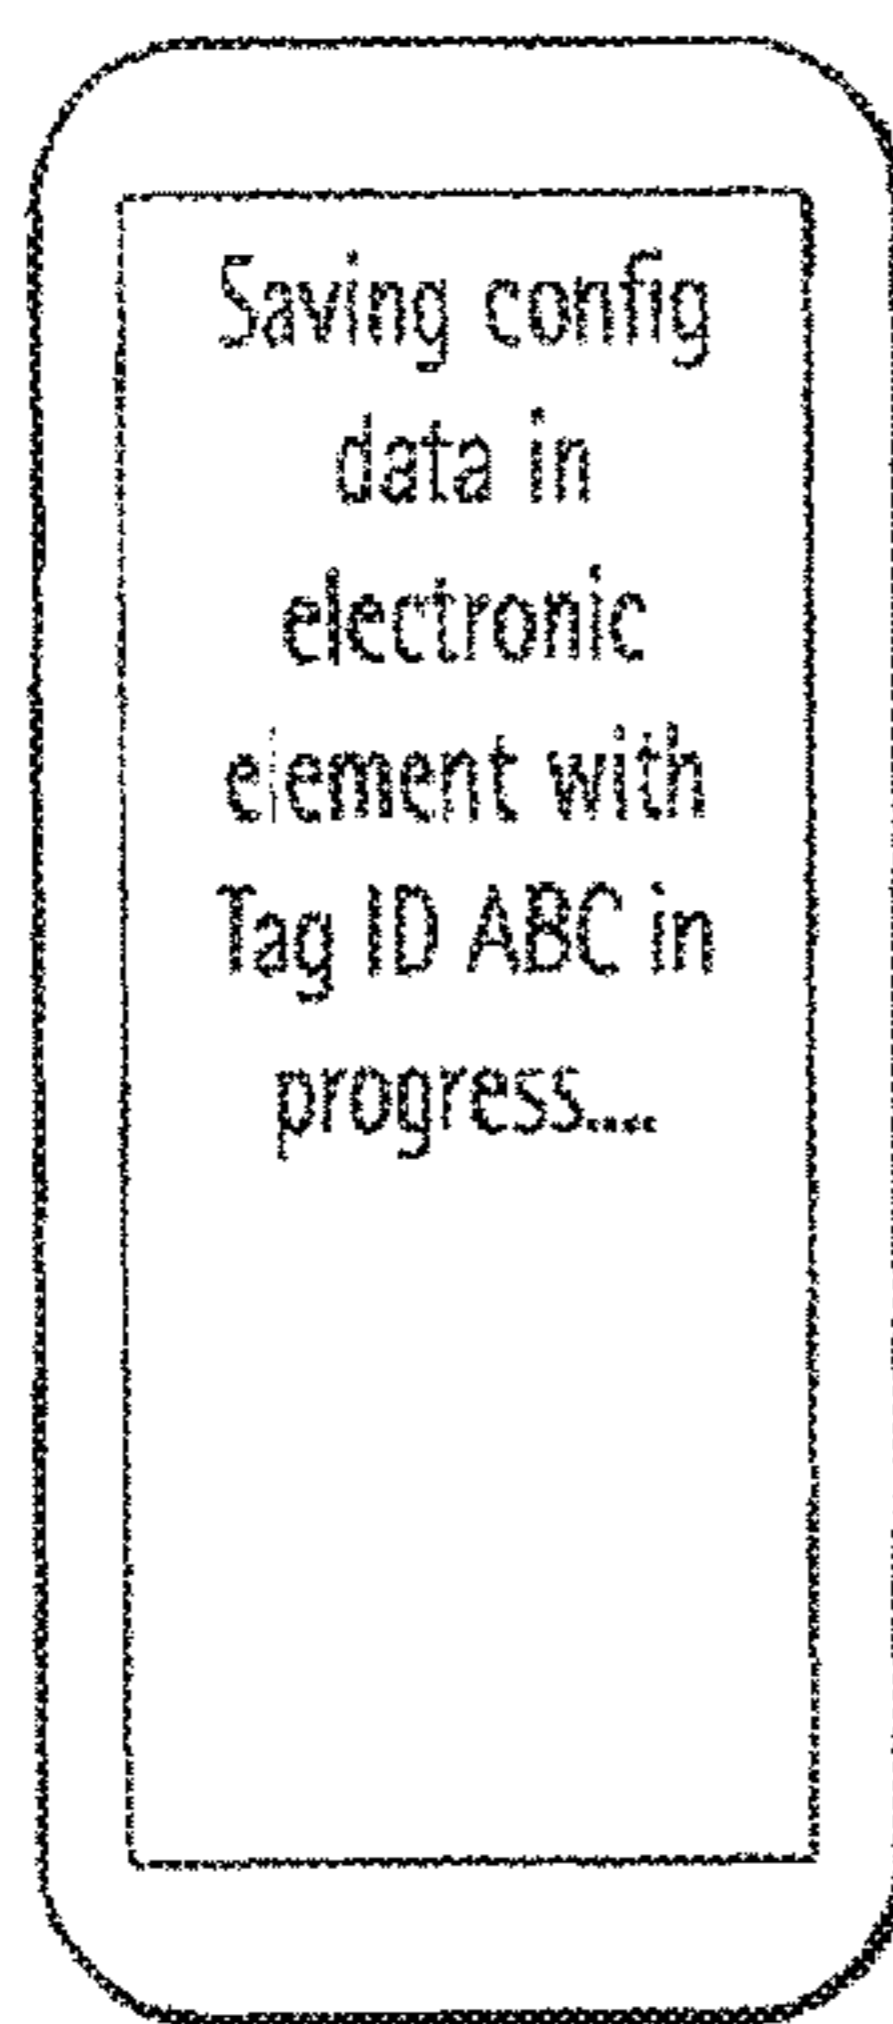 Saving config
data in
electronic
element with
Tag ID ABC in
progress....